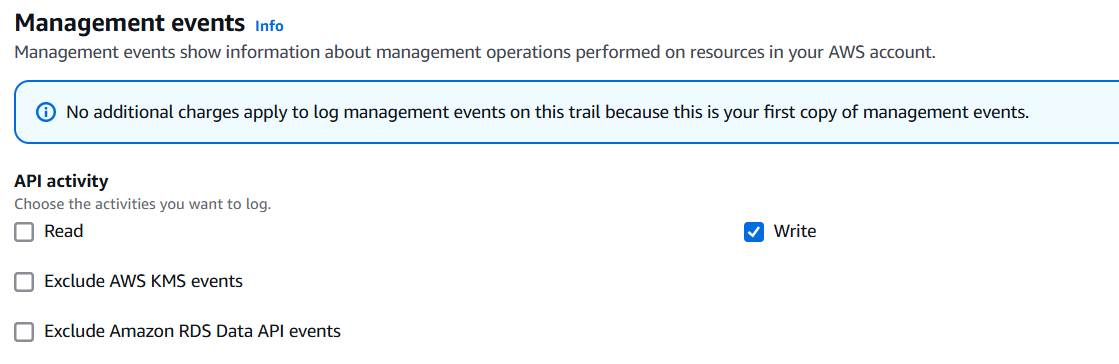 Management events Info
Management events show information about management operations performed on resources in your AWS account.
No additional charges apply to log management events on this trail because this is your first copy of management events.
API activity
Choose the activities you want to log.
Read Write
Exclude AWS KMS events
Exclude Amazon RDS Data API events